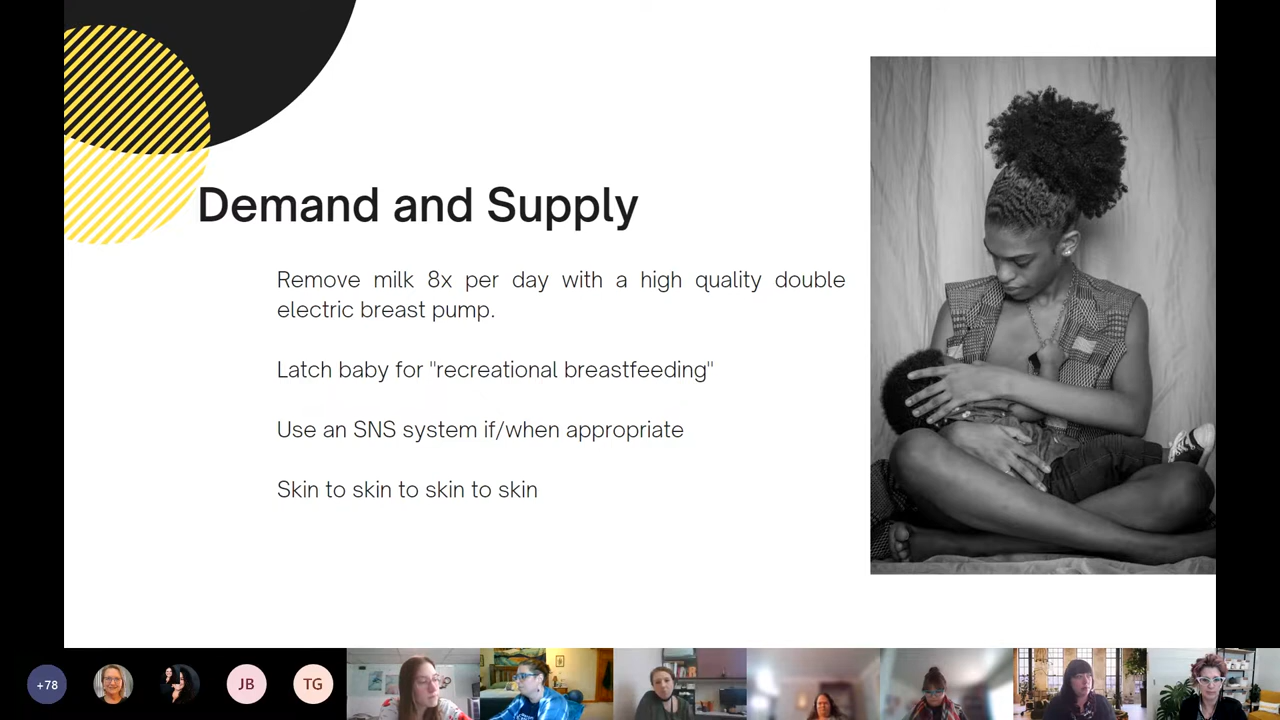 Demand and Supply
Remove milk 8x per day with a high quality double
electric breast pump.
Latch baby for "recreational breastfeeding"
Use an SNS system if/when appropriate
Skin to skin to skin to skin
+78
JB
TG